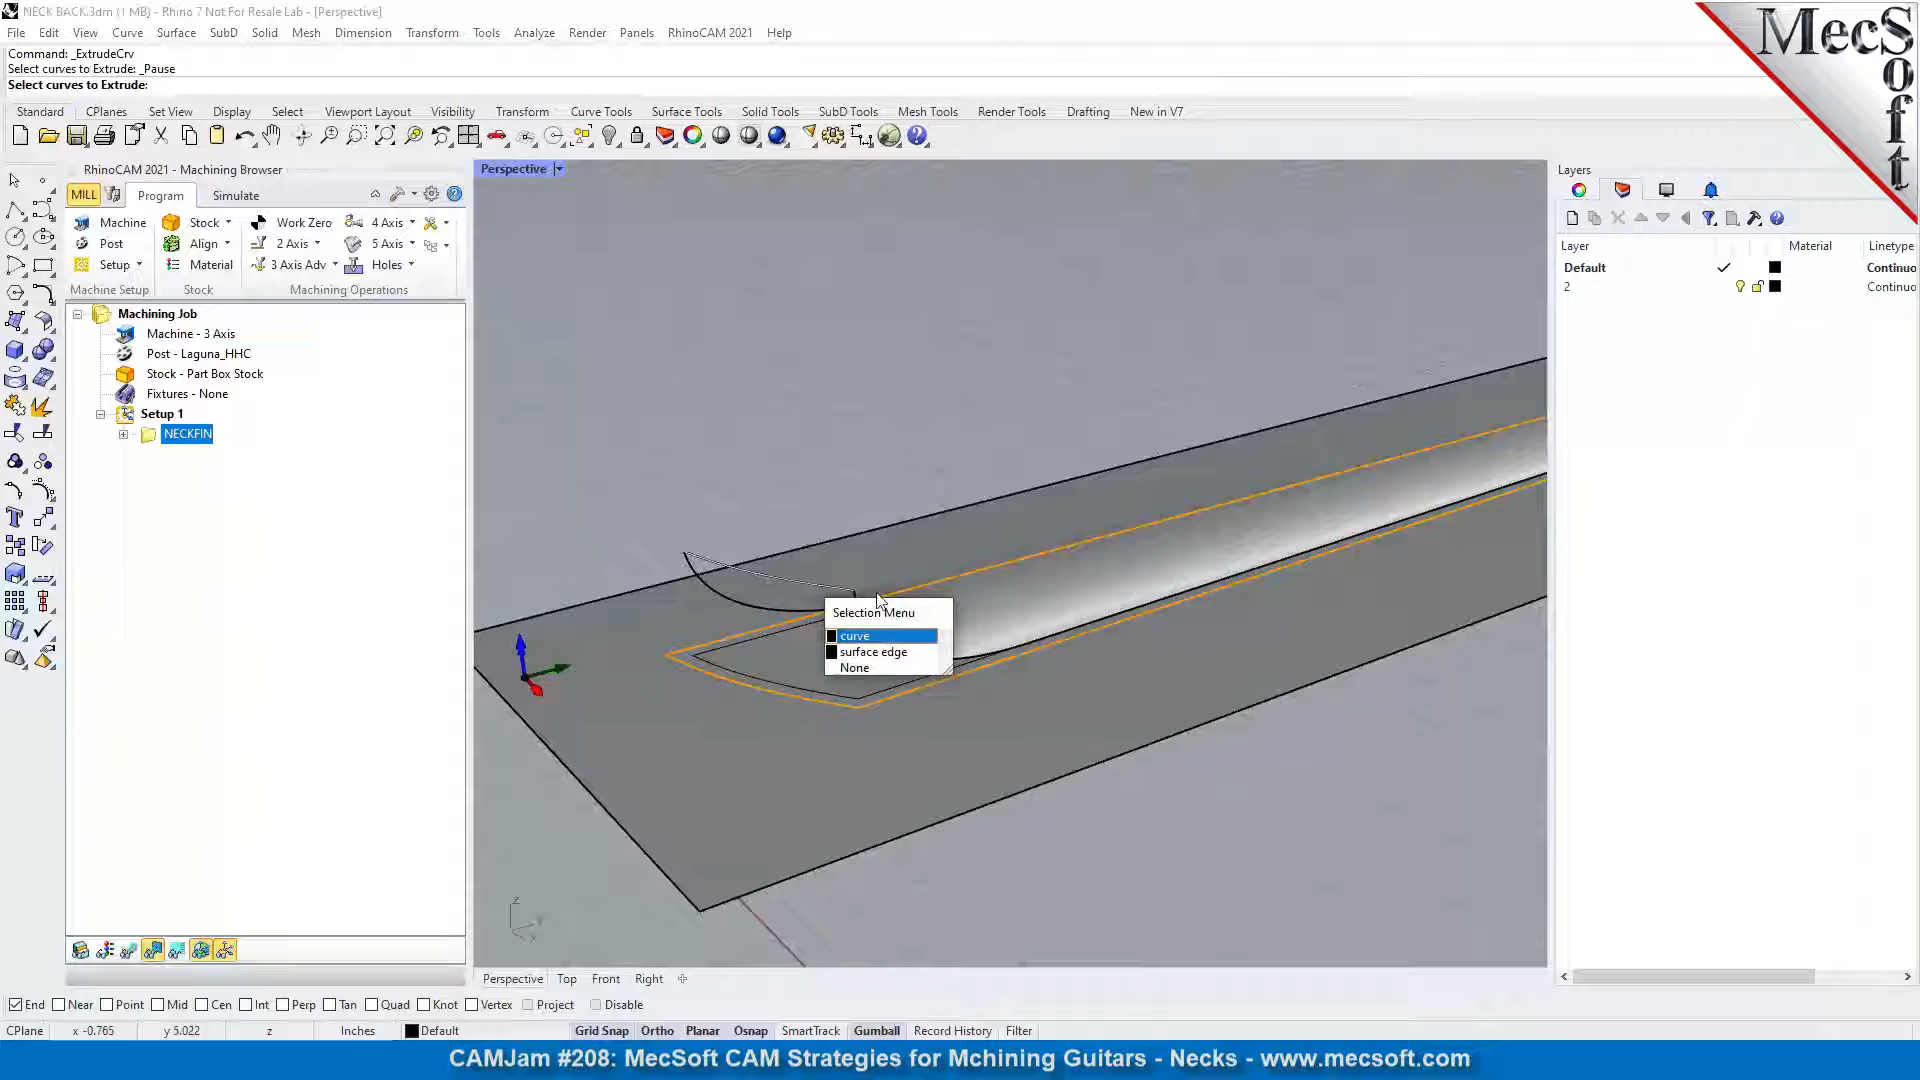 NECK BACK.3dm (1 MB) - Rhino 7 Not For Resale Lab - [Perspective]
File Edit View Curve Surface SubD Solid Mesh Dimension Transform Tools Analyze Render Panels RhinoCAM 2021 Help
Command: _ExtrudeCrv
Select curves to Extrude: _Pause
Select curves to Extrude:
MecSoft
Standard CPlanes Set View Display Select Viewport Layout Visibility Transform Curve Tools Surface Tools Solid Tools SubD Tools Mesh Tools Render Tools Drafting New in V7
RhinoCAM 2021 - Machining Browser
MILL Program Simulate
Machine Stock Work Zero 4 Axis
Post Align 2 Axis 5 Axis
Setup Material 3 Axis Adv Holes
Machine Setup Stock Machining Operations
Machining Job
Machine - 3 Axis
Post - Laguna_HHC
Stock - Part Box Stock
Fixtures - None
Setup 1
NECKFIN
Perspective
Selection Menu
curve
surface edge
None
z
Layers
Layer Material Linetype
Default Continuo
2 Continuo
Perspective Top Front Right
End Near Point Mid Cen Int Perp Tan Quad Knot Vertex Project Disable
CPlane x -0.765 y 5.022 z Inches Default Grid Snap Ortho Planar Osnap SmartTrack Gumball Record History Filter
CAMJam #208: MecSoft CAM Strategies for Mchining Guitars - Necks - www.mecsoft.com